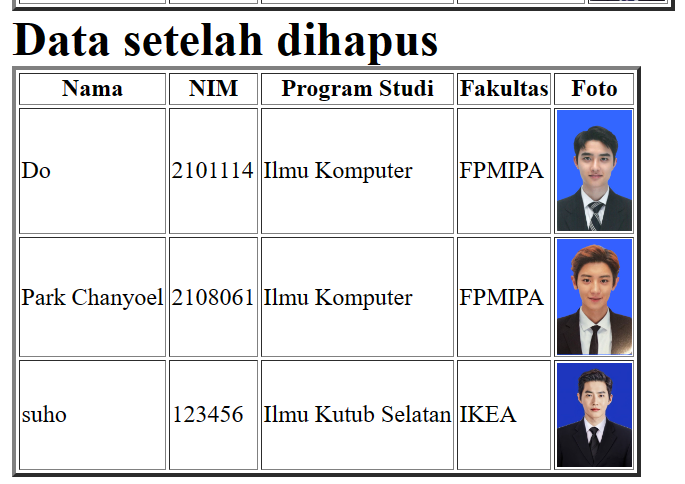 Data setelah dihapus
Nama NIM Program Studi Fakultas Foto
Do 2101114 Ilmu Komputer FPMIPA
Park Chanyoel 2108061 Ilmu Komputer FPMIPA
suho 123456 Ilmu Kutub Selatan IKEA